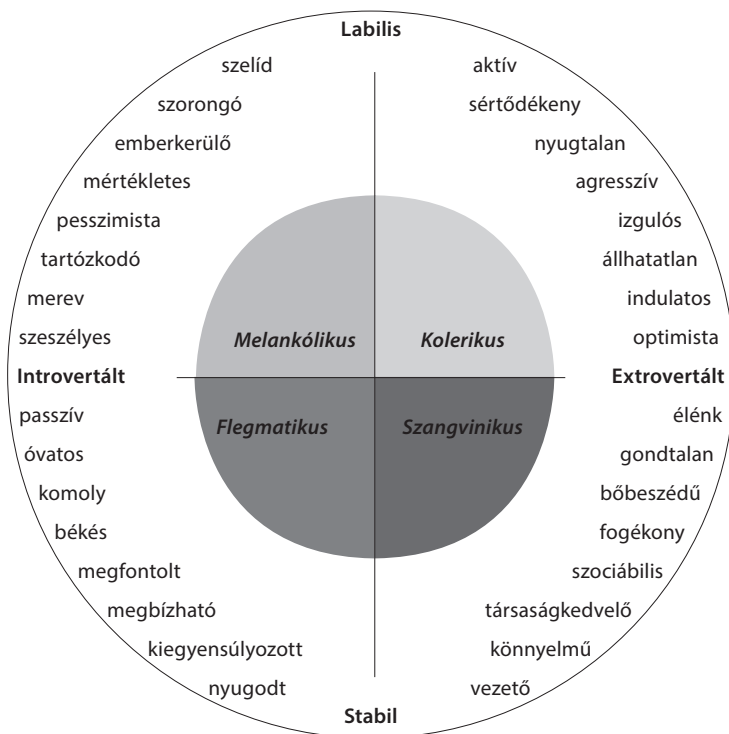 Labilis
szelíd aktív
szorongó sértődékeny
emberkerülő nyugtalan
mértékletes agresszív
pesszimista izgulós
tartózkodó állhatatlan
merev indulatos
szeszélyes Melankólikus Kolerikus optimista
Introvertált Extrovertált
passzív Flegmatikus Szangvinikus élénk
óvatos gondtalan
komoly bőbeszédű
békés fogékony
megfontolt szociábilis
megbízható társaságkedvelő
kiegyensúlyozott könnyelmű
nyugodt vezető
Stabil